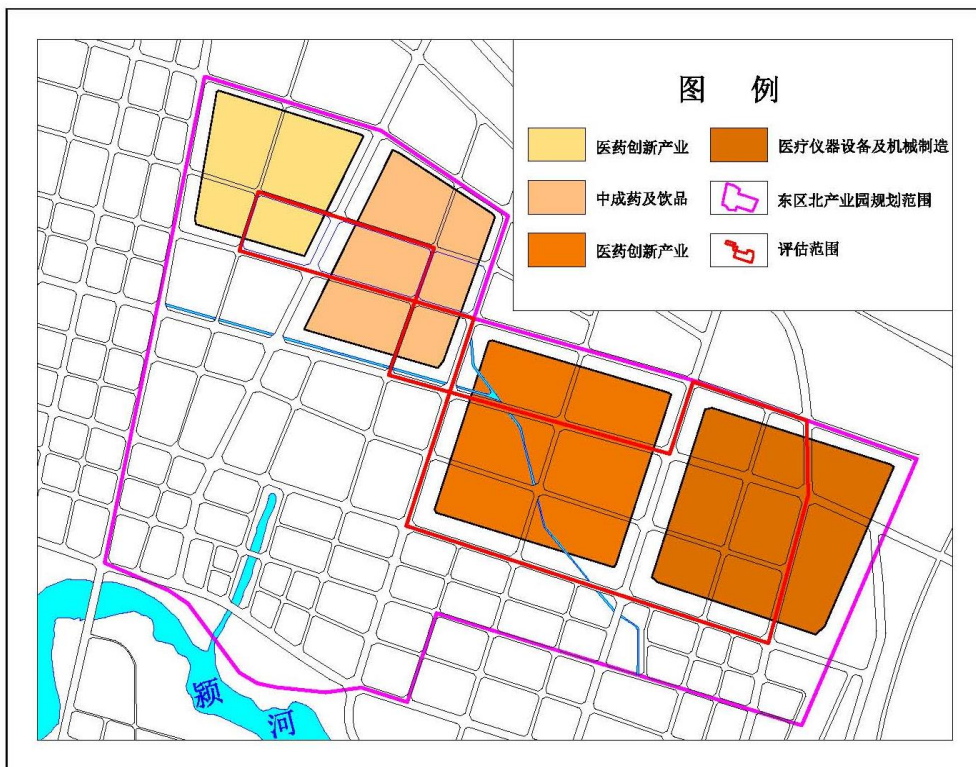 图 例
医药创新产业
医疗仪器设备及机械制造
中成药及饮品
东区北产业园规划范围
医药创新产业
评估范围
颍河